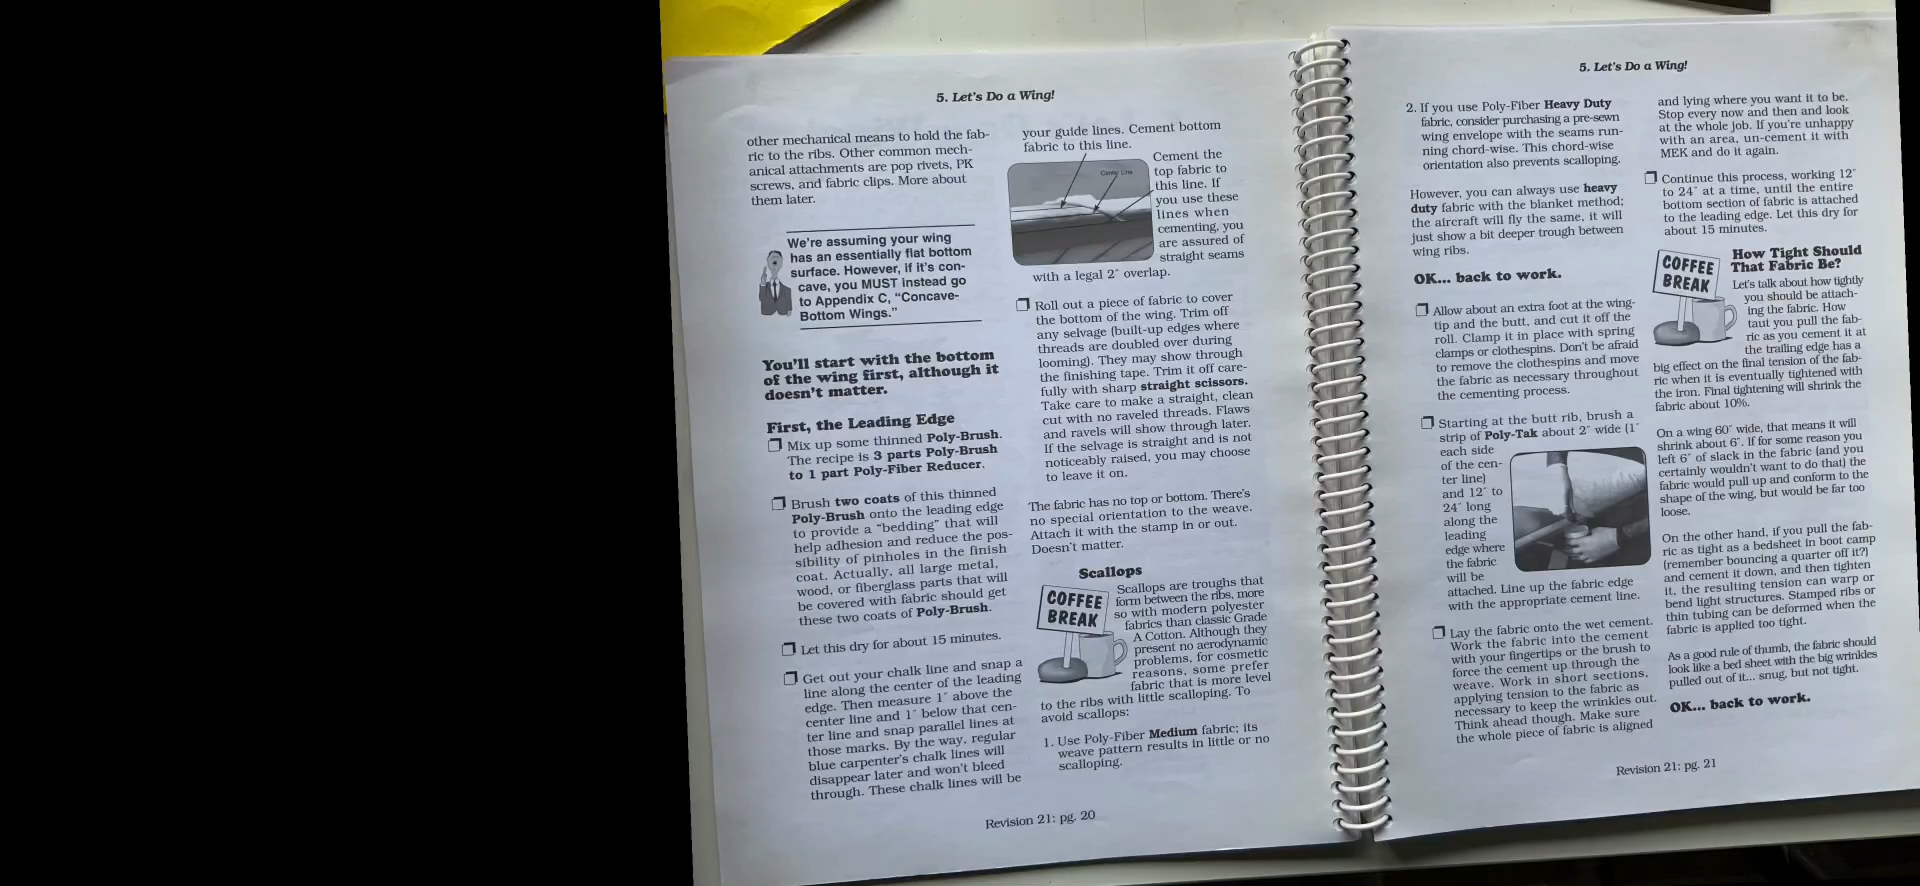 5. Let's Do a Wing!
other mechanical means to hold the fab-
ric to the ribs. Other common mech-
anical attachments are pop rivets, PK
screws, and fabric clips. More about
them later.
We're assuming your wing
has an essentially flat bottom
surface. However, if it's con-
cave, you MUST instead go
to Appendix C, "Concave-
Bottom Wings."
You'll start with the bottom
of the wing first, although it
doesn't matter.
First, the Leading Edge
Mix up some thinned Poly-Brush.
The recipe is 3 parts Poly-Brush
to 1 part Poly-Fiber Reducer.
Brush two coats of this thinned
Poly-Brush onto the leading edge
to provide a "bedding" that will
help adhesion and reduce the pos-
sibility of pinholes in the finish
coat. Actually, all large metal,
wood, or fiberglass parts that will
be covered with fabric should get
these two coats of Poly-Brush.
Let this dry for about 15 minutes.
Get out your chalk line and snap a
line along the center of the leading
edge. Then measure 1" above the
center line and 1" below that cen-
ter line and snap parallel lines at
those marks. By the way, regular
blue carpenter's chalk lines will
disappear later and won't bleed
through. These chalk lines will be
your guide lines. Cement bottom
fabric to this line.
Center Line
Cement the
top fabric to
this line. If
you use these
lines when
cementing, you
are assured of
straight seams
with a legal 2" overlap.
Roll out a piece of fabric to cover
the bottom of the wing. Trim off
any selvage (built-up edges where
threads are doubled over during
looming). They may show through
the finishing tape. Trim it off care-
fully with sharp straight scissors.
Take care to make a straight, clean
cut with no raveled threads. Flaws
and ravels will show through later.
If the selvage is straight and is not
noticeably raised, you may choose
to leave it on.
The fabric has no top or bottom. There's
no special orientation to the weave.
Attach it with the stamp in or out.
Doesn't matter.
Scallops
COFFEE
BREAK
Scallops are troughs that
form between the ribs, more
so with modern polyester
fabrics than classic Grade
A Cotton. Although they
present no aerodynamic
problems, for cosmetic
reasons, some prefer
fabric that is more level
to the ribs with little scalloping. To
avoid scallops:
1. Use Poly-Fiber Medium fabric; its
weave pattern results in little or no
scalloping.
Revision 21: pg. 20
5. Let's Do a Wing!
2. If you use Poly-Fiber Heavy Duty
fabric, consider purchasing a pre-sewn
wing envelope with the seams run-
ning chord-wise. This chord-wise
orientation also prevents scalloping.
However, you can always use heavy
duty fabric with the blanket method;
the aircraft will fly the same, it will
just show a bit deeper trough between
wing ribs.
OK... back to work.
Allow about an extra foot at the wing-
tip and the butt, and cut it off the
roll. Clamp it in place with spring
clamps or clothespins. Don't be afraid
to remove the clothespins and move
the fabric as necessary throughout
the cementing process.
Starting at the butt rib, brush a
strip of Poly-Tak about 2" wide (1"
each side
of the cen-
ter line)
and 12" to
24" long
along the
leading
edge where
the fabric
will be
attached. Line up the fabric edge
with the appropriate cement line.
Lay the fabric onto the wet cement.
Work the fabric into the cement
with your fingertips or the brush to
force the cement up through the
weave. Work in short sections,
applying tension to the fabric as
necessary to keep the wrinkles out.
Think ahead though. Make sure
the whole piece of fabric is aligned
and lying where you want it to be.
Stop every now and then and look
at the whole job. If you're unhappy
with an area, un-cement it with
MEK and do it again.
Continue this process, working 12"
to 24" at a time, until the entire
bottom section of fabric is attached
to the leading edge. Let this dry for
about 15 minutes.
COFFEE
BREAK
How Tight Should
That Fabric Be?
Let's talk about how tightly
you should be attach-
ing the fabric. How
taut you pull the fab-
ric as you cement it at
the trailing edge has a
big effect on the final tension of the fab-
ric when it is eventually tightened with
the iron. Final tightening will shrink the
fabric about 10%.
On a wing 60" wide, that means it will
shrink about 6". If for some reason you
left 6" of slack in the fabric (and you
certainly wouldn't want to do that) the
fabric would pull up and conform to the
shape of the wing, but would be far too
loose.
On the other hand, if you pull the fab-
ric as tight as a bedsheet in boot camp
(remember bouncing a quarter off it?)
and cement it down, and then tighten
it, the resulting tension can warp or
bend light structures. Stamped ribs or
thin tubing can be deformed when the
fabric is applied too tight.
As a good rule of thumb, the fabric should
look like a bed sheet with the big wrinkles
pulled out of it... snug, but not tight.
OK... back to work.
Revision 21: pg. 21